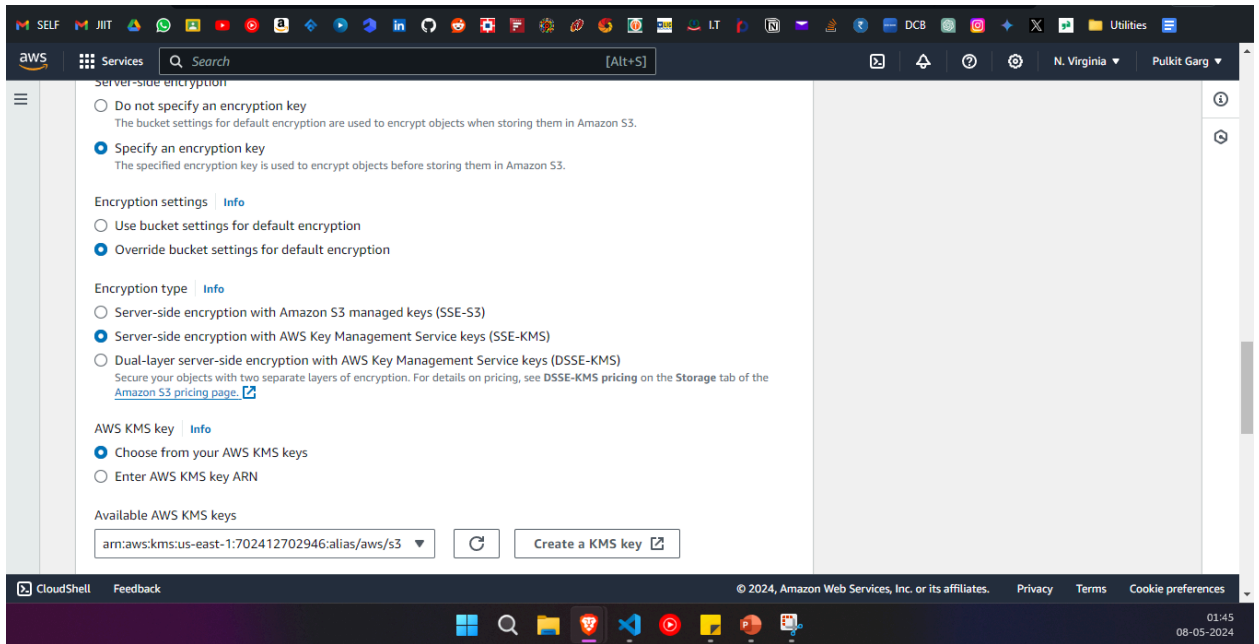 SELF JIIT I.T DCB Utilities
aws Services Search [Alt+S] N. Virginia ▼ Pulkit Garg ▼
Server-side encryption
Do not specify an encryption key
The bucket settings for default encryption are used to encrypt objects when storing them in Amazon S3.
Specify an encryption key
The specified encryption key is used to encrypt objects before storing them in Amazon S3.
Encryption settings Info
Use bucket settings for default encryption
Override bucket settings for default encryption
Encryption type Info
Server-side encryption with Amazon S3 managed keys (SSE-S3)
Server-side encryption with AWS Key Management Service keys (SSE-KMS)
Dual-layer server-side encryption with AWS Key Management Service keys (DSSE-KMS)
Secure your objects with two separate layers of encryption. For details on pricing, see DSSE-KMS pricing on the Storage tab of the
Amazon S3 pricing page.
AWS KMS key Info
Choose from your AWS KMS keys
Enter AWS KMS key ARN
Available AWS KMS keys
arn:aws:kms:us-east-1:702412702946:alias/aws/s3 ▼ Create a KMS key
CloudShell Feedback © 2024, Amazon Web Services, Inc. or its affiliates. Privacy Terms Cookie preferences
01:45
08-05-2024